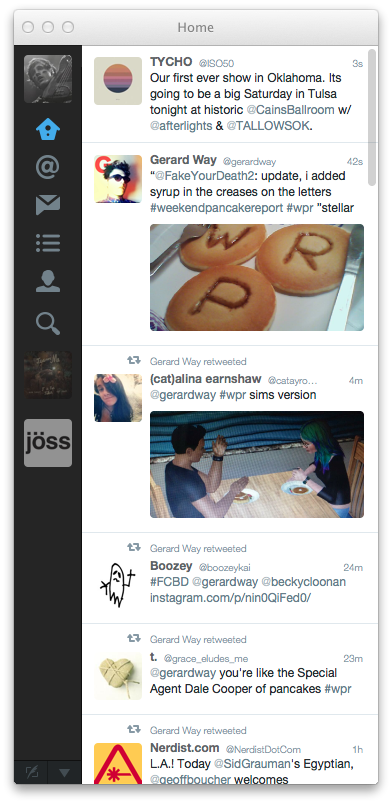 Home
TYCHO @ISO50 3s
Our first ever show in Oklahoma. Its
going to be a big Saturday in Tulsa
tonight at historic @CainsBallroom w/
@afterlights & @TALLOWSOK.
Gerard Way @gerardway 42s
“@FakeYourDeath2: update, i added
syrup in the creases on the letters
#weekendpancakereport #wpr "stellar
W
R
P
Gerard Way retweeted
(cat)alina earnshaw @catayro… 4m
@gerardway #wpr sims version
Gerard Way retweeted
Boozey @boozeykai 24m
#FCBD @gerardway @beckycloonan
instagram.com/p/nin0QiFed0/
Gerard Way retweeted
t. @grace_eludes_me 23m
@gerardway you're like the Special
Agent Dale Cooper of pancakes #wpr
Gerard Way retweeted
Nerdist.com @NerdistDotCom 1h
L.A.! Today @SidGrauman's Egyptian,
@geoffboucher welcomes
jöss